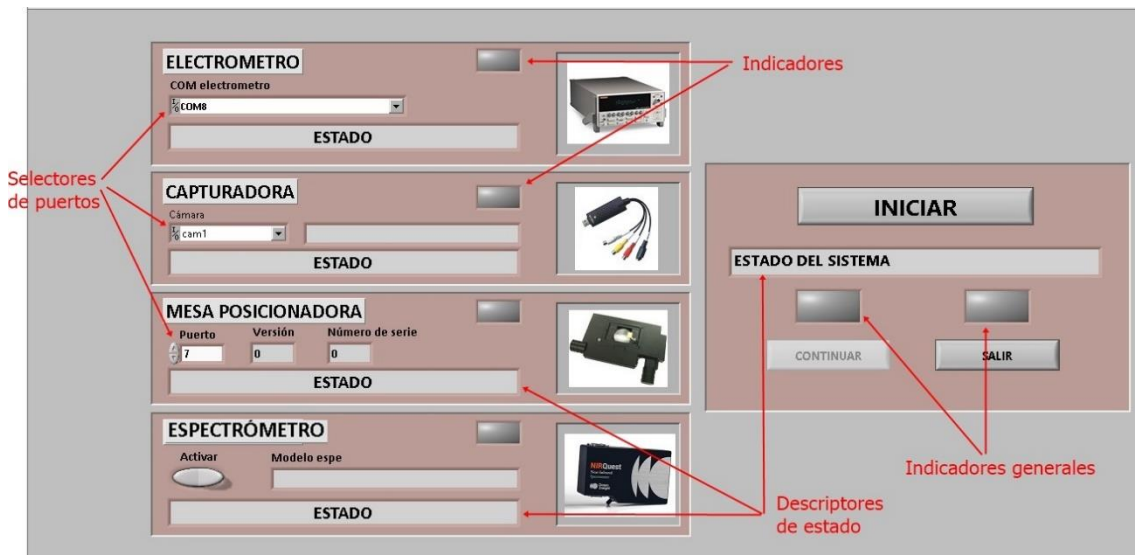 ELECTROMETRO
COM electrometro
COM8
ESTADO
Indicadores
Selectores
de puertos
CAPTURADORA
Cámara
cam1
ESTADO
MESA POSICIONADORA
Puerto Versión Número de serie
7 0 0
ESTADO
ESPECTRÓMETRO
Activar Modelo espe
NIRQuest
ESTADO
INICIAR
ESTADO DEL SISTEMA
CONTINUAR SALIR
Indicadores generales
Descriptores
de estado